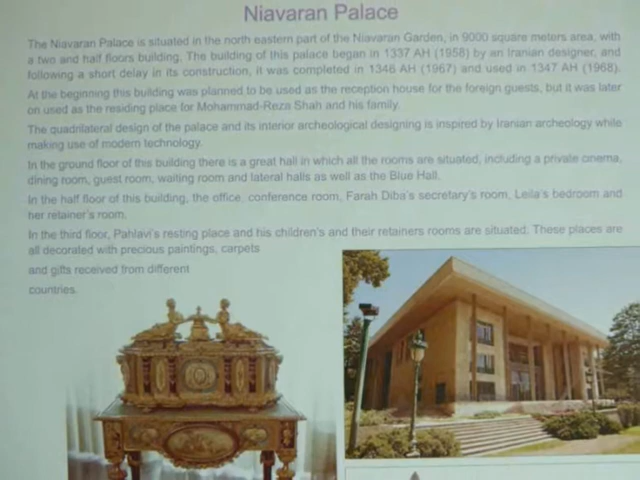 Niavaran Palace
The Niavaran Palace is situated in the north eastern part of the Niavaran Garden, in 9000 square meters area, with
a two and half floors building. The building of this palace began in 1337 AH (1958) by an Iranian designer, and
following a short delay in its construction, it was completed in 1346 AH (1967) and used in 1347 AH (1968).
At the beginning this building was planned to be used as the reception house for the foreign guests, but it was later
on used as the residing place for Mohammad-Reza Shah and his family.
The quadrilateral design of the palace and its interior archeological designing is inspired by Iranian archeology while
making use of modern technology.
In the ground floor of this building there is a great hall in which all the rooms are situated, including a private cinema,
dining room, guest room, waiting room and lateral halls as well as the Blue Hall.
In the half floor of this building, the office, conference room, Farah Diba's secretary's room, Leila's bedroom and
her retainer's room.
In the third floor, Pahlavi's resting place and his children's and their retainers rooms are situated. These places are
all decorated with precious paintings, carpets
and gifts received from different
countries.